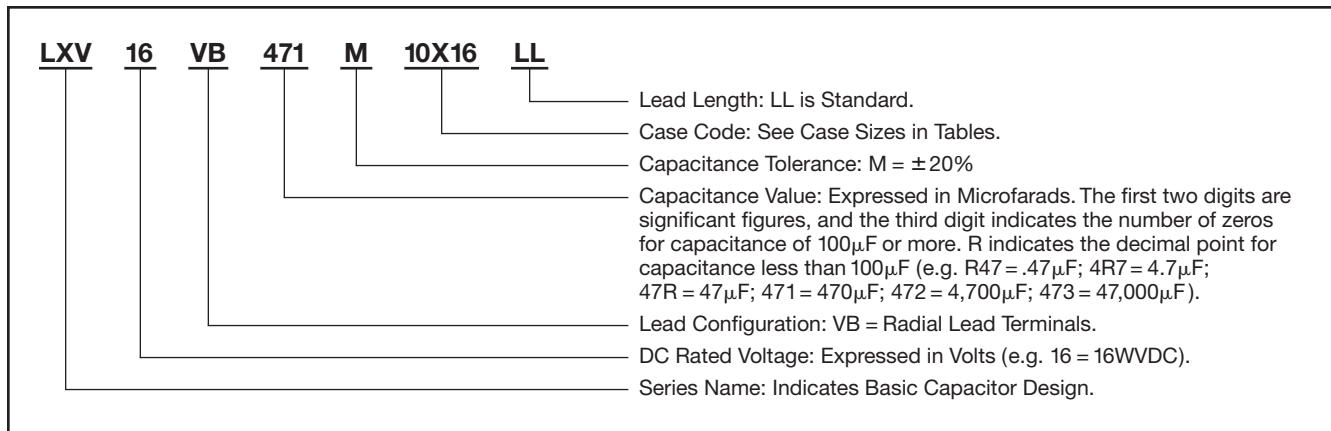 LXV 16 VB 471 M 10X16 LL
Lead Length: LL is Standard.
Case Code: See Case Sizes in Tables.
Capacitance Tolerance: M = ±20%
Capacitance Value: Expressed in Microfarads. The first two digits are
significant figures, and the third digit indicates the number of zeros
for capacitance of 100µF or more. R indicates the decimal point for
capacitance less than 100µF (e.g. R47 = .47µF; 4R7 = 4.7µF;
47R = 47µF; 471 = 470µF; 472 = 4,700µF; 473 = 47,000µF).
Lead Configuration: VB = Radial Lead Terminals.
DC Rated Voltage: Expressed in Volts (e.g. 16 = 16WVDC).
Series Name: Indicates Basic Capacitor Design.